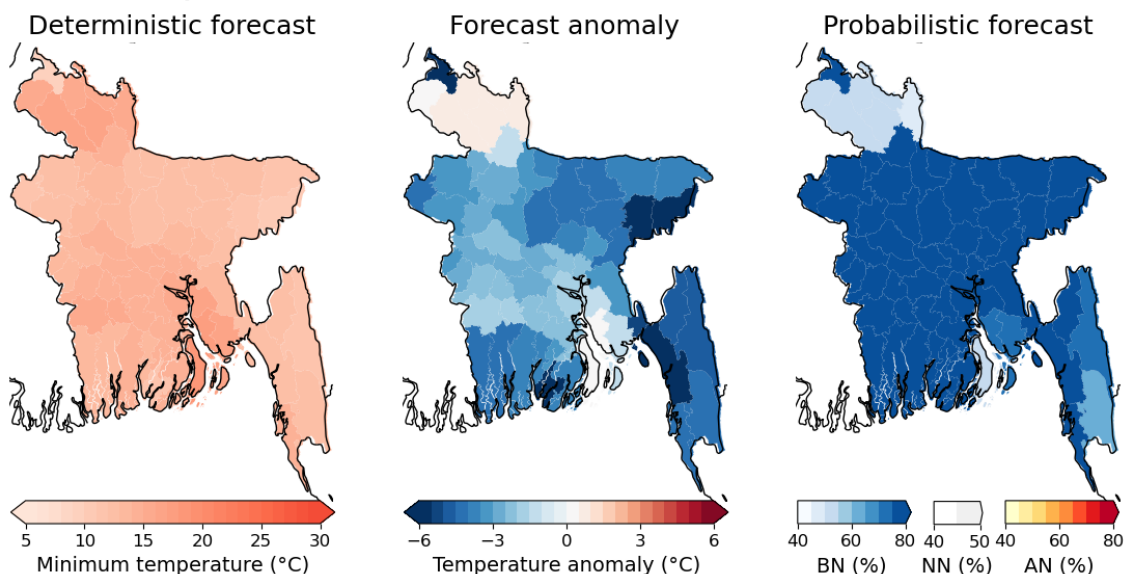 Deterministic forecast
Forecast anomaly
Probabilistic forecast
5 10 15 20 25 30
Minimum temperature (°C)
−6 −3 0 3 6
Temperature anomaly (°C)
40 60 80
BN (%)
40 50
NN (%)
40 60 80
AN (%)